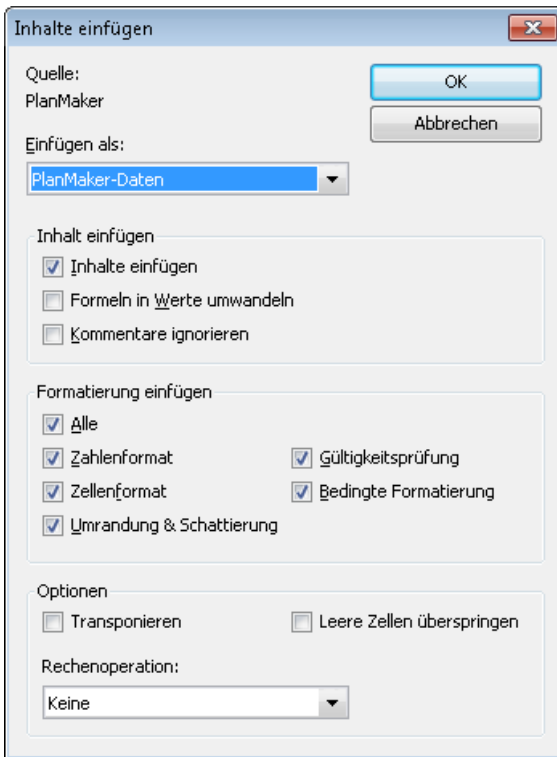 Inhalte einfügen
Quelle:
PlanMaker
OK
Abbrechen
Einfügen als:
PlanMaker-Daten
Inhalt einfügen
Inhalte einfügen
Formeln in Werte umwandeln
Kommentare ignorieren
Formatierung einfügen
Alle
Zahlenformat
Gültigkeitsprüfung
Zellenformat
Bedingte Formatierung
Umrandung & Schattierung
Optionen
Transponieren
Leere Zellen überspringen
Rechenoperation:
Keine